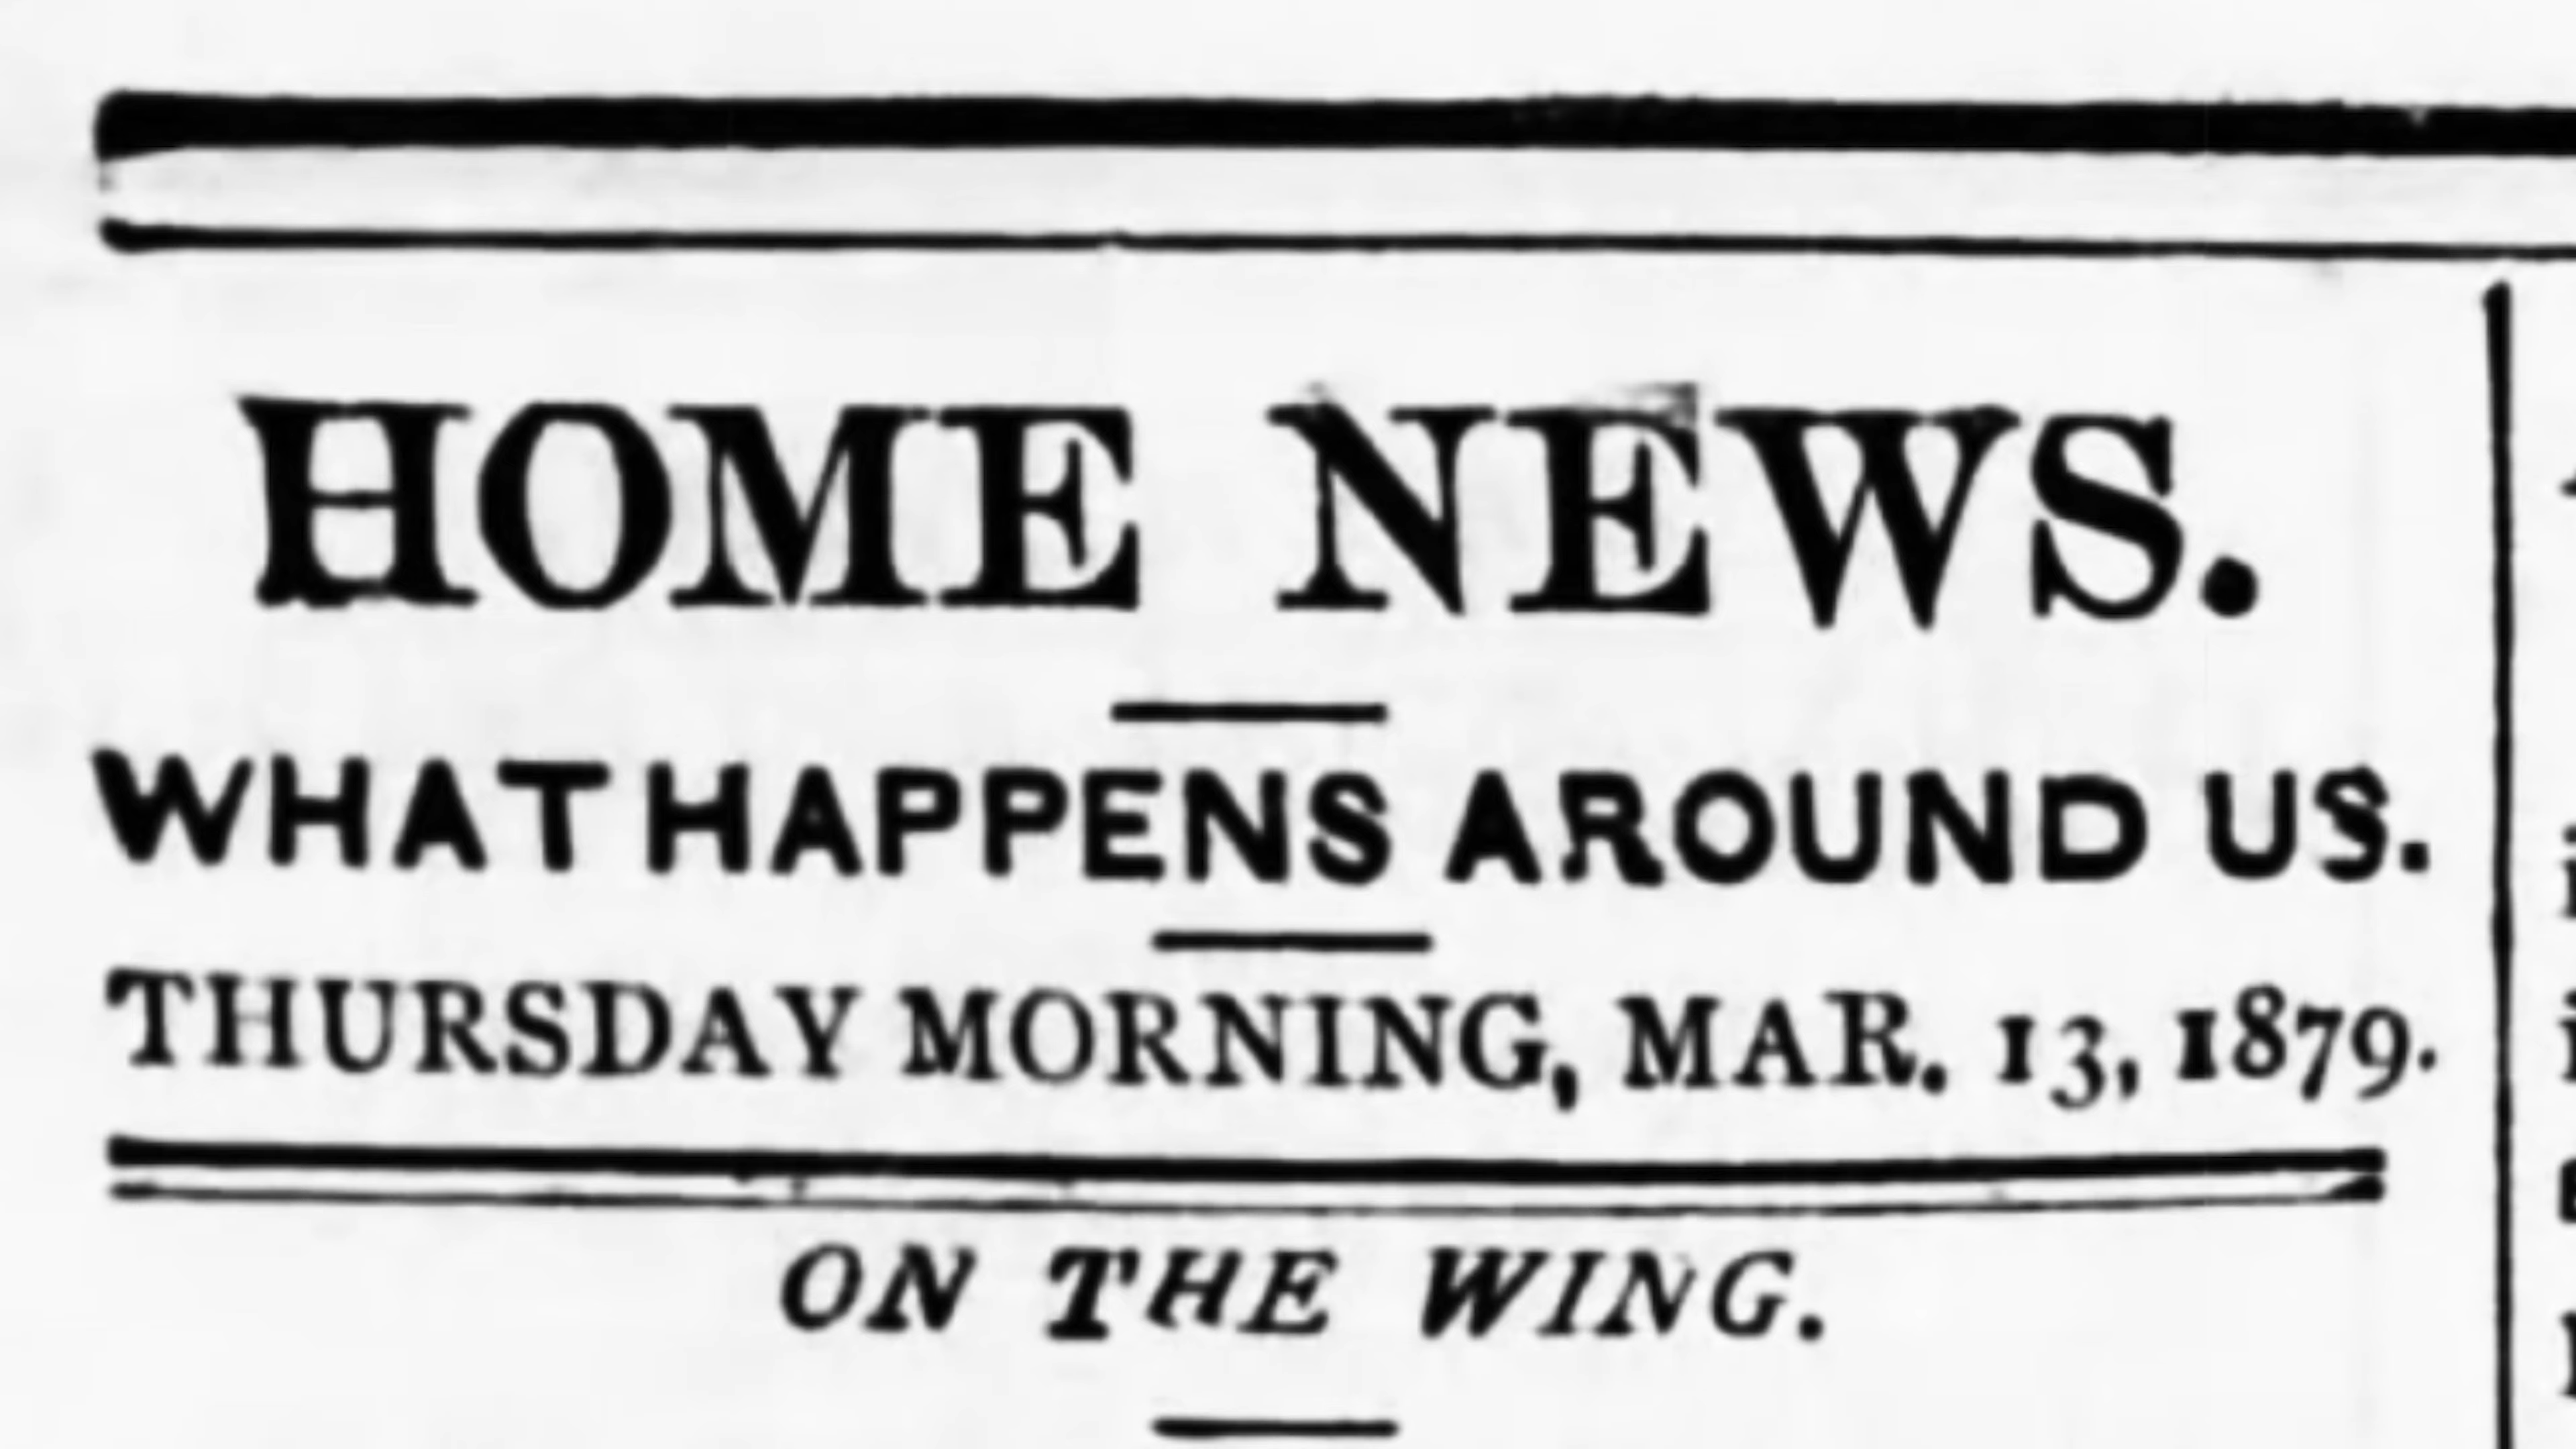 HOME NEWS.
WHAT HAPPENS AROUND US.
THURSDAY MORNING, MAR. 13, 1879.
ON THE WING.